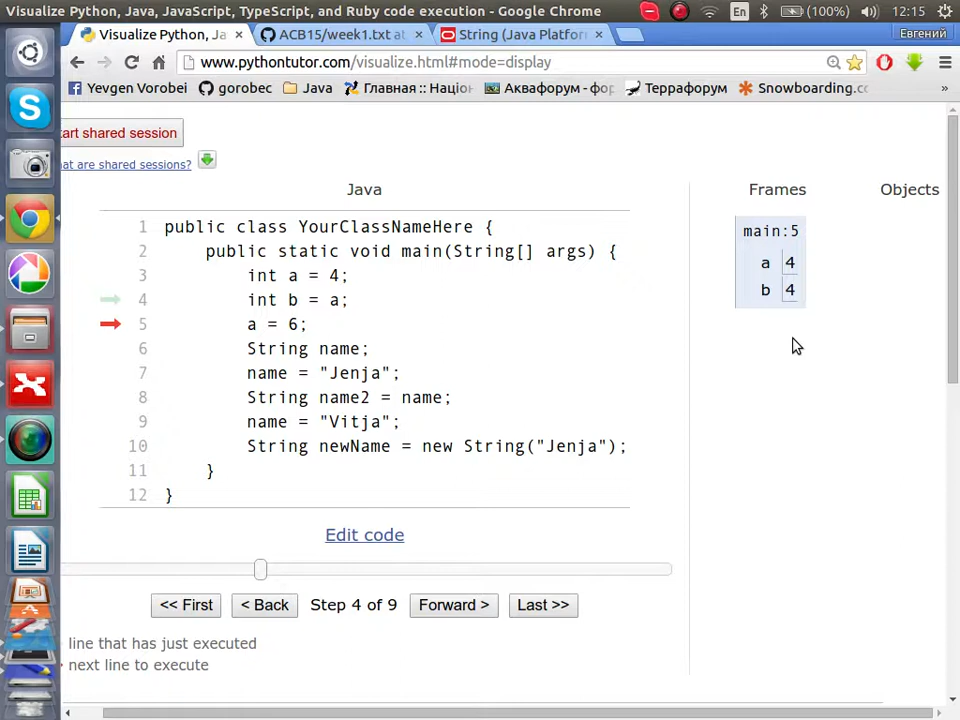 Visualize Python, Java, JavaScript, TypeScript, and Ruby code execution - Google Chrome
En
(100%)
12:15
Visualize Python, Ja
ACB15/week1.txt at
String (Java Platfor
Евгений
www.pythontutor.com/visualize.html#mode=display
Yevgen Vorobei
gorobec
Java
Главная :: Націо
Аквафорум - фор
Террафорум
Snowboarding.co
»
art shared session
at are shared sessions?
Java
Frames
Objects
1 public class YourClassNameHere {
2 public static void main(String[] args) {
3 int a = 4;
4 int b = a;
5 a = 6;
6 String name;
7 name = "Jenja";
8 String name2 = name;
9 name = "Vitja";
10 String newName = new String("Jenja");
11 }
12 }
main:5
a 4
b 4
Edit code
<< First
< Back
Step 4 of 9
Forward >
Last >>
line that has just executed
next line to execute